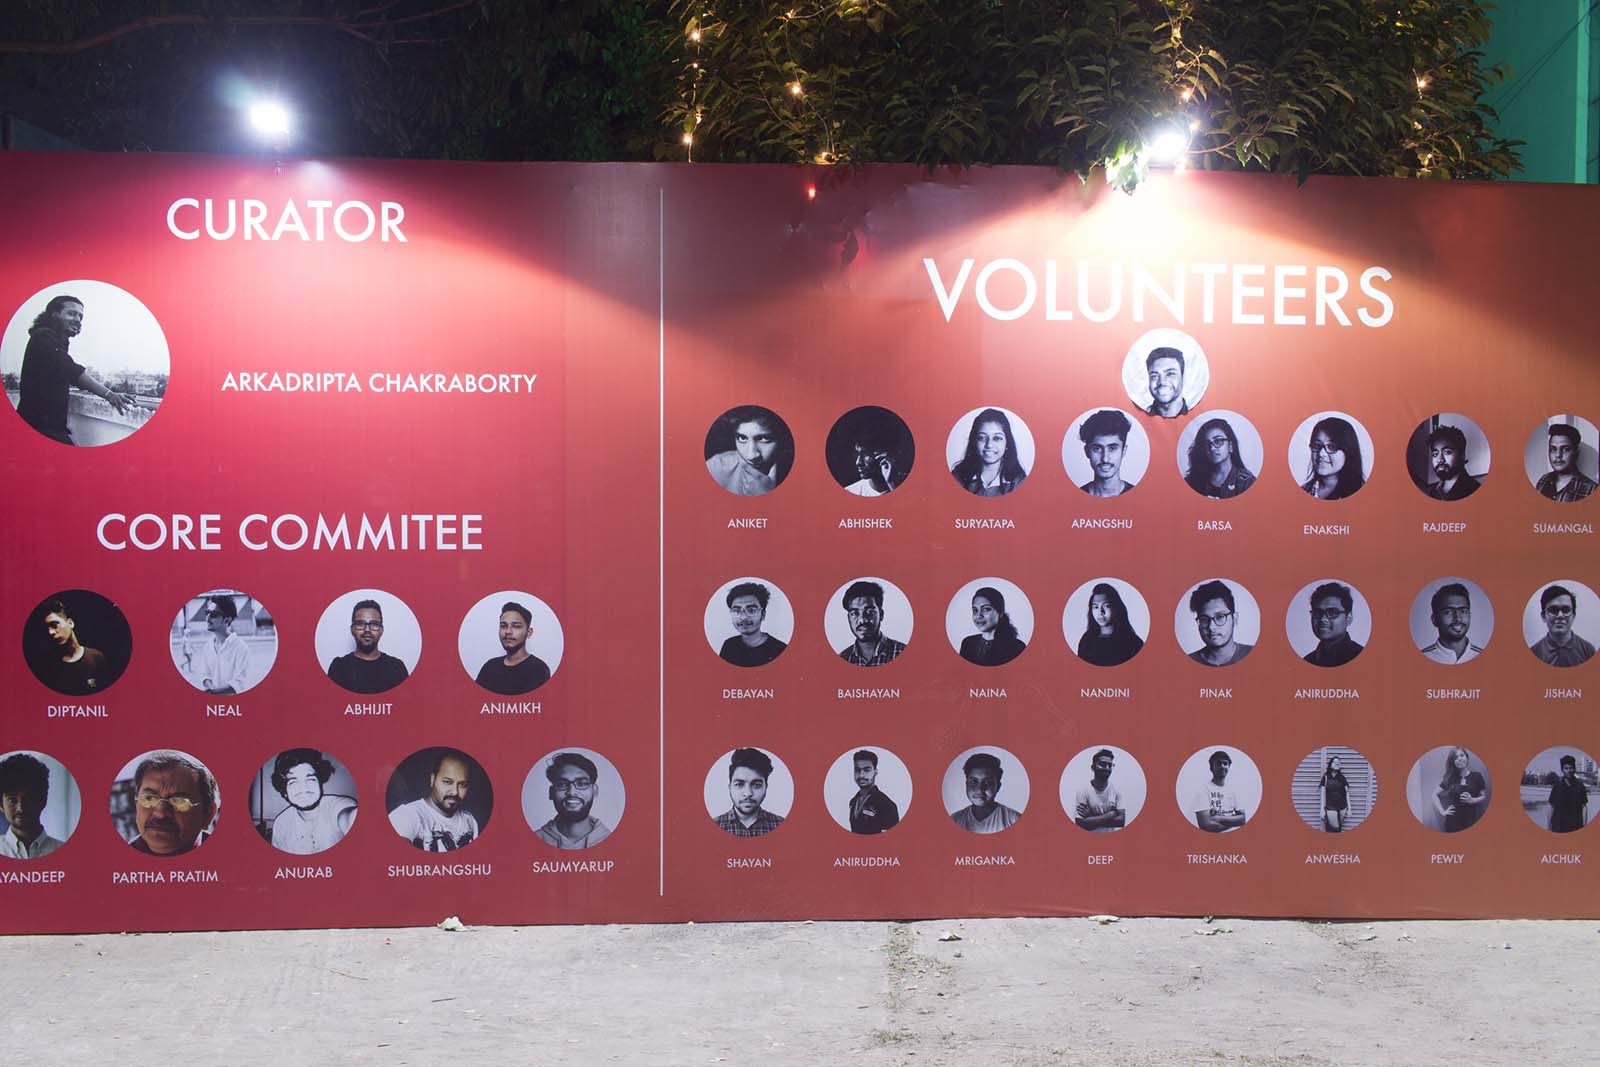 CURATOR
ARKADRIPTA CHAKRABORTY
CORE COMMITEE
DIPTANIL NEAL ABHIJIT ANIMIKH
YANDEEP PARTHA PRATIM ANURAB SHUBRANGSHU SAUMYARUP
VOLUNTEERS
ANIKET ABHISHEK SURYATAPA APANGSHU BARSA ENAKSHI RAJDEEP SUMANGAL
DEBAYAN BAISHAYAN NAINA NANDINI PINAK ANIRUDDHA SUBHRAJIT JISHAN
SHAYAN ANIRUDDHA MRIGANKA DEEP TRISHANKA ANWESHA PEWLY AICHUK